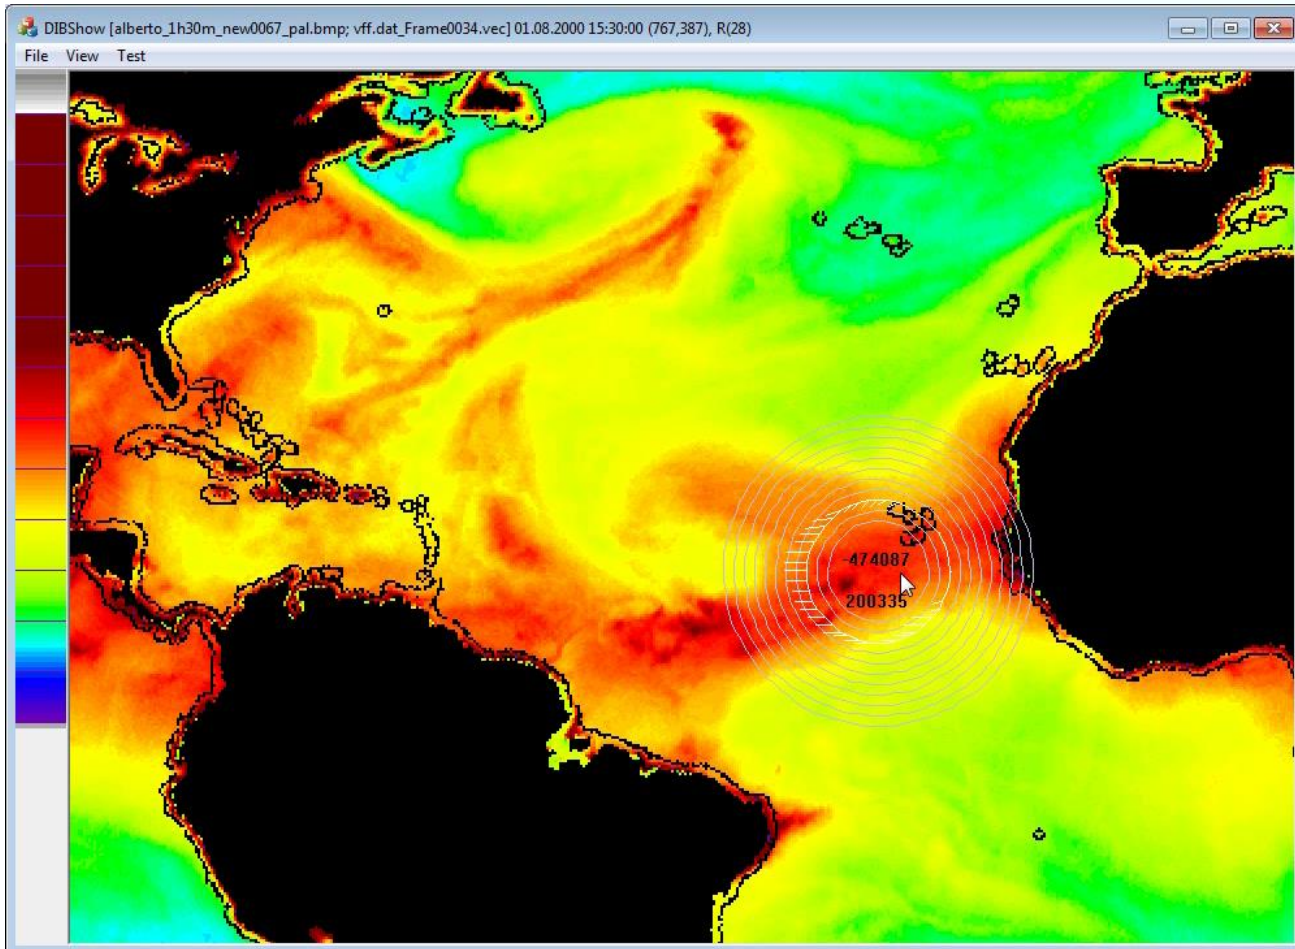 DIBShow [alberto_1h30m_new0067_pal.bmp; vff.dat_Frame0034.vec] 01.08.2000 15:30:00 (767,387), R(28)
File View Test
-474087
200335